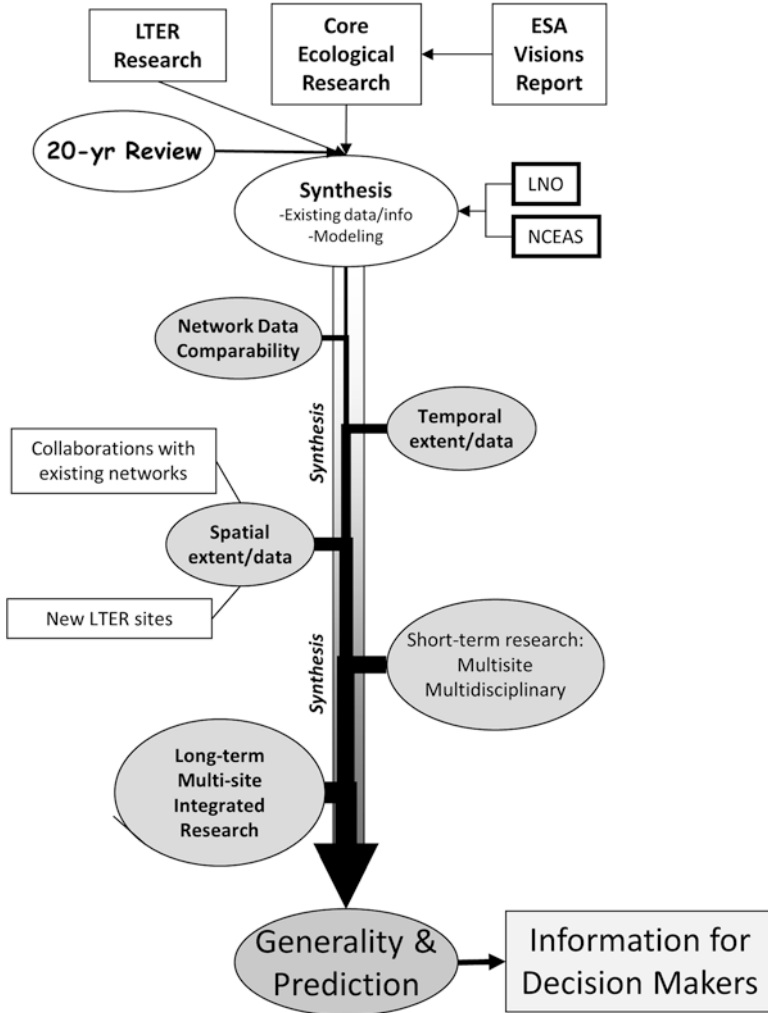 LTER
Research
Core
Ecological
Research
ESA
Visions
Report
20-yr Review
Synthesis
-Existing data/info
-Modeling
LNO
NCEAS
Network Data
Comparability
Synthesis
Temporal
extent/data
Collaborations with
existing networks
Spatial
extent/data
New LTER sites
Synthesis
Short-term research:
Multisite
Multidisciplinary
Long-term
Multi-site
Integrated
Research
Generality &
Prediction
Information for
Decision Makers